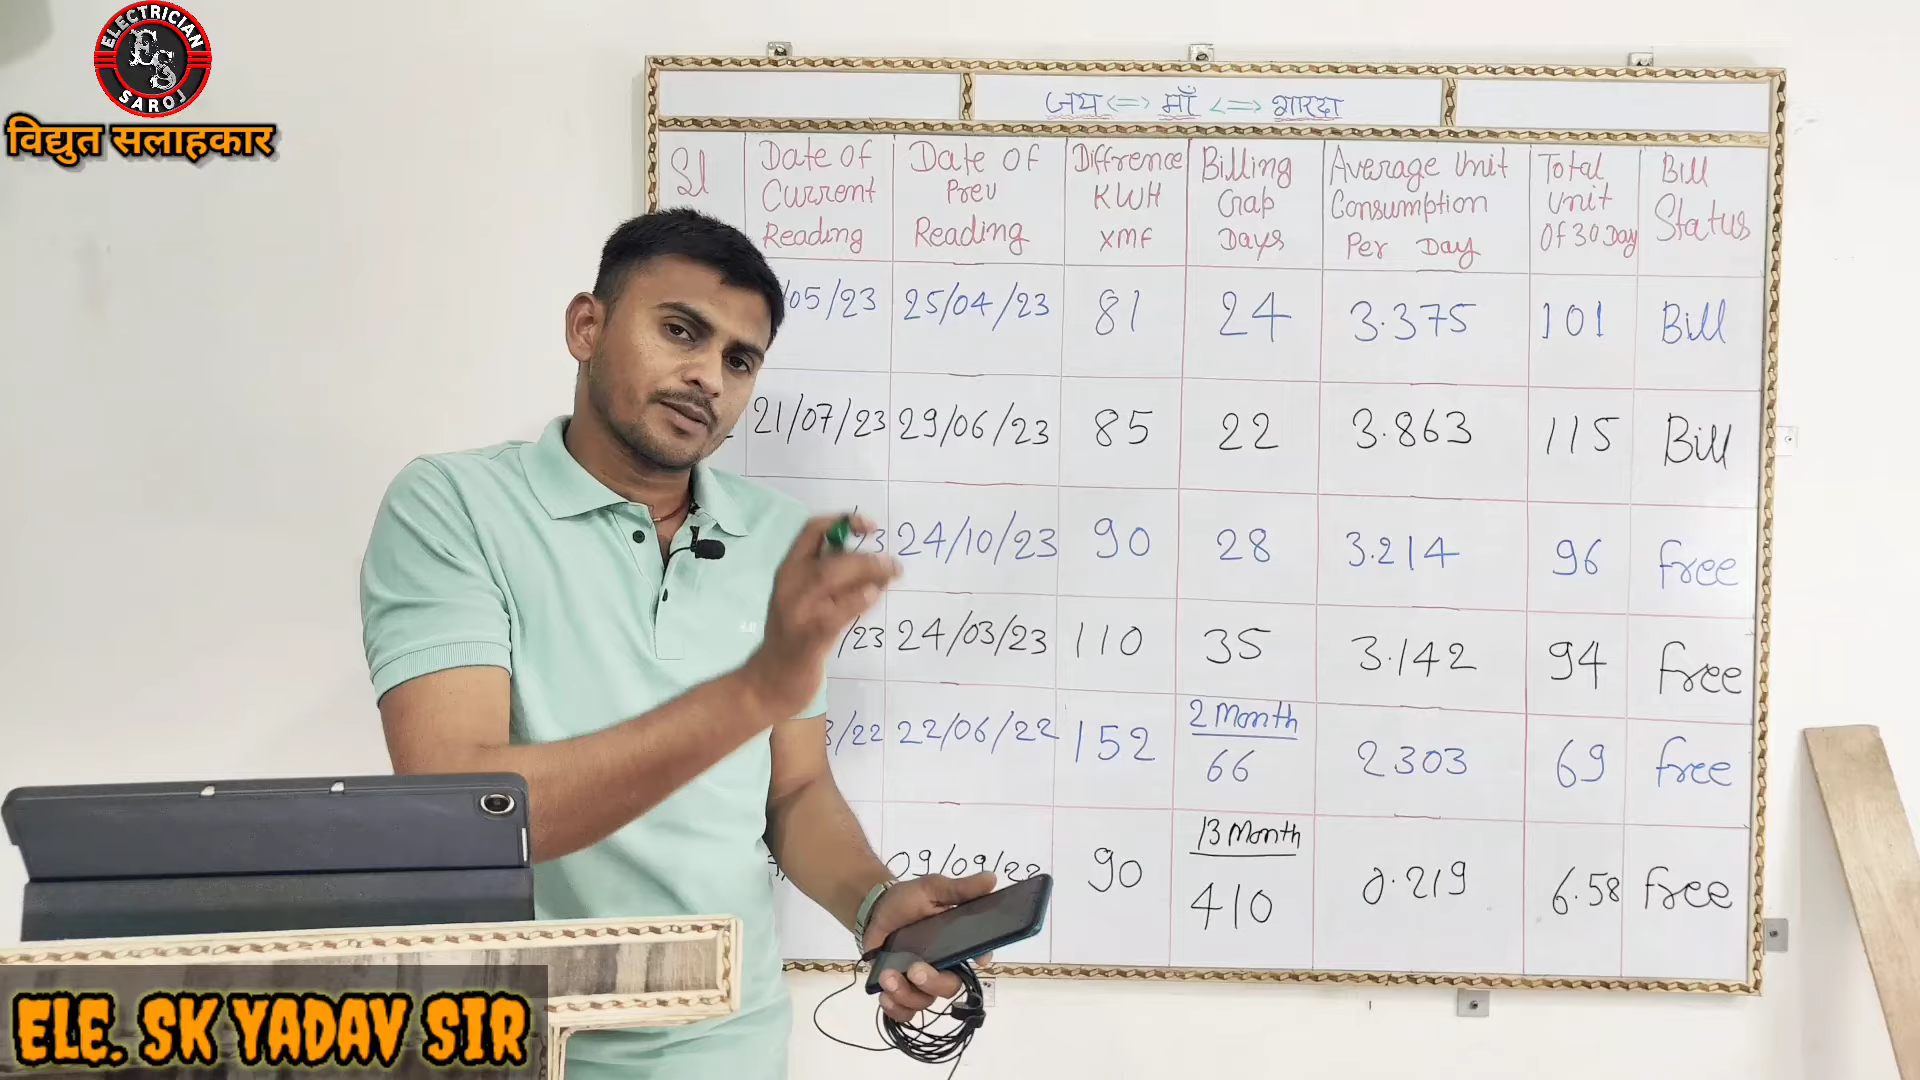 ELECTRICIAN
ES
SAROJ
विद्युत सलाहकार
जय <=> माँ <=> शारदा
Sl
Date Of Current Reading
Date Of Prev Reading
Diffrence KWH XMF
Billing Gap Days
Average Unit Consumption Per Day
Total Unit Of 30 Day
Bill Status
/05/23 25/04/23 81 24 3.375 101 Bill
21/07/23 29/06/23 85 22 3.863 115 Bill
/23 24/10/23 90 28 3.214 96 free
/23 24/03/23 110 35 3.142 94 free
2 Month
/22 22/06/22 152 66 2.303 69 free
13 Month
09/09/22 90 410 0.219 6.58 free
ELE. SK YADAV SIR